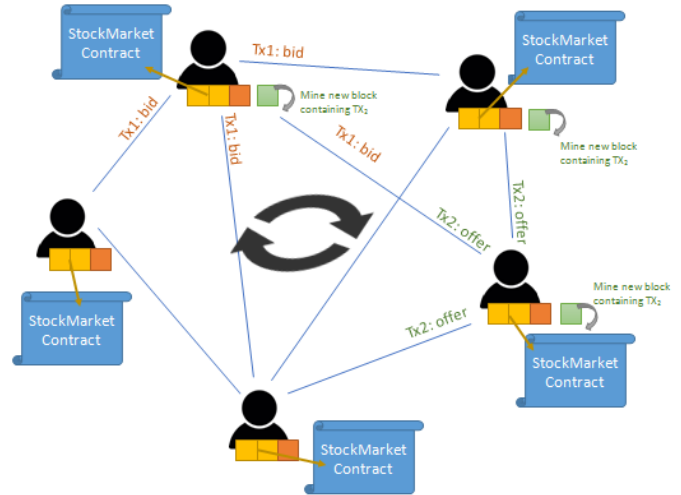 StockMarket
Contract
Tx1: bid
StockMarket
Contract
Mine new block
containing TX₂
Tx1: bid
Tx1: bid
Tx1: bid
Mine new block
containing TX₂
Tx2: offer
Tx2: offer
StockMarket
Contract
Mine new block
containing TX₂
Tx2: offer
StockMarket
Contract
StockMarket
Contract